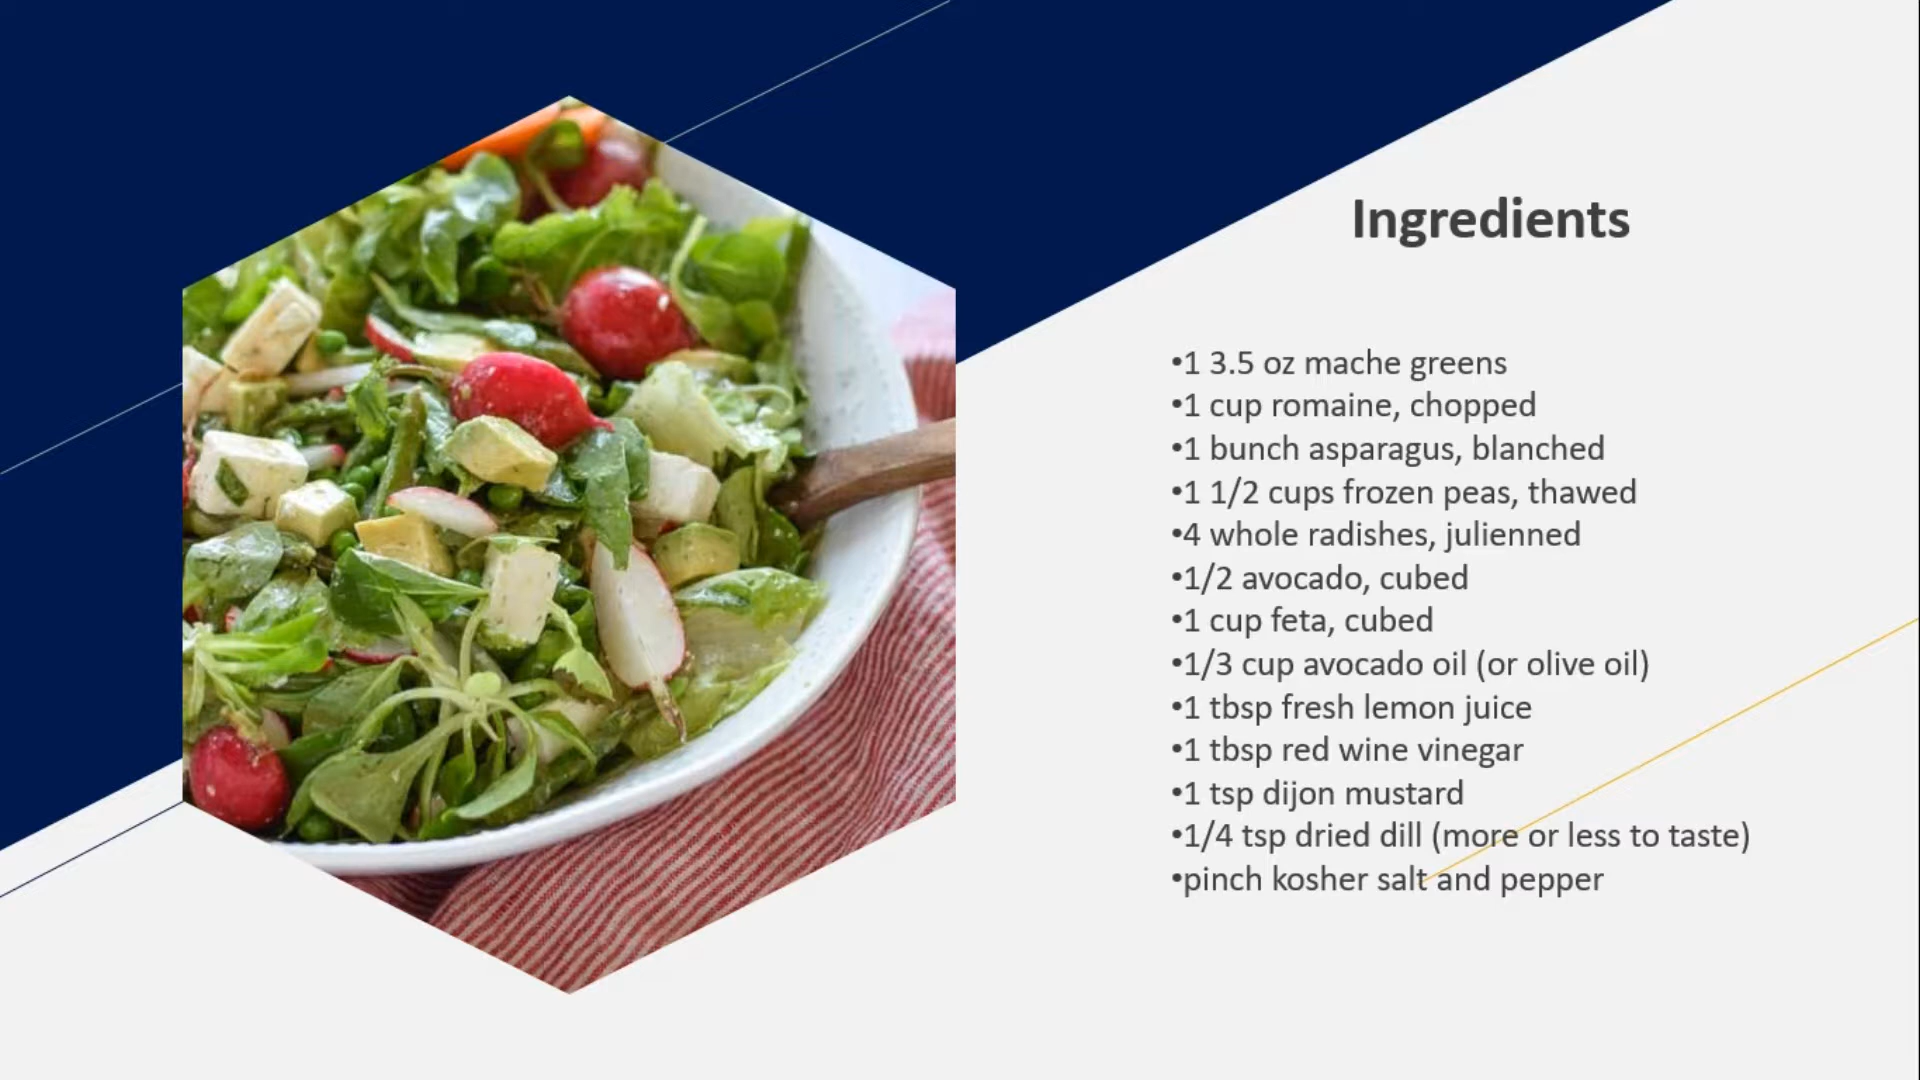 Ingredients
•1 3.5 oz mache greens
•1 cup romaine, chopped
•1 bunch asparagus, blanched
•1 1/2 cups frozen peas, thawed
•4 whole radishes, julienned
•1/2 avocado, cubed
•1 cup feta, cubed
•1/3 cup avocado oil (or olive oil)
•1 tbsp fresh lemon juice
•1 tbsp red wine vinegar
•1 tsp dijon mustard
•1/4 tsp dried dill (more or less to taste)
•pinch kosher salt and pepper